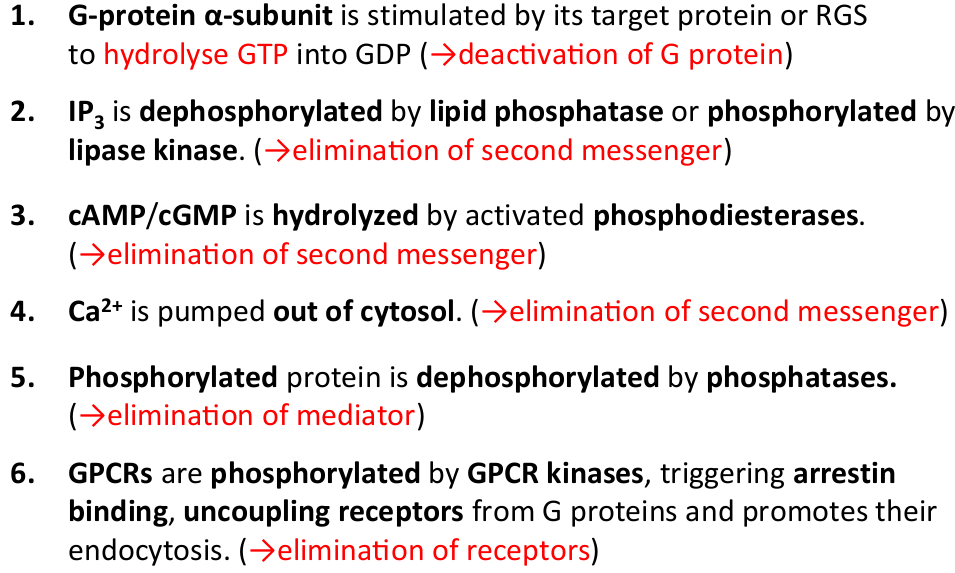 1. G-protein α-subunit is stimulated by its target protein or RGS
to hydrolyse GTP into GDP (→deactivation of G protein)
2. IP₃ is dephosphorylated by lipid phosphatase or phosphorylated by
lipase kinase. (→elimination of second messenger)
3. cAMP/cGMP is hydrolyzed by activated phosphodiesterases.
(→elimination of second messenger)
4. Ca²⁺ is pumped out of cytosol. (→elimination of second messenger)
5. Phosphorylated protein is dephosphorylated by phosphatases.
(→elimination of mediator)
6. GPCRs are phosphorylated by GPCR kinases, triggering arrestin
binding, uncoupling receptors from G proteins and promotes their
endocytosis. (→elimination of receptors)